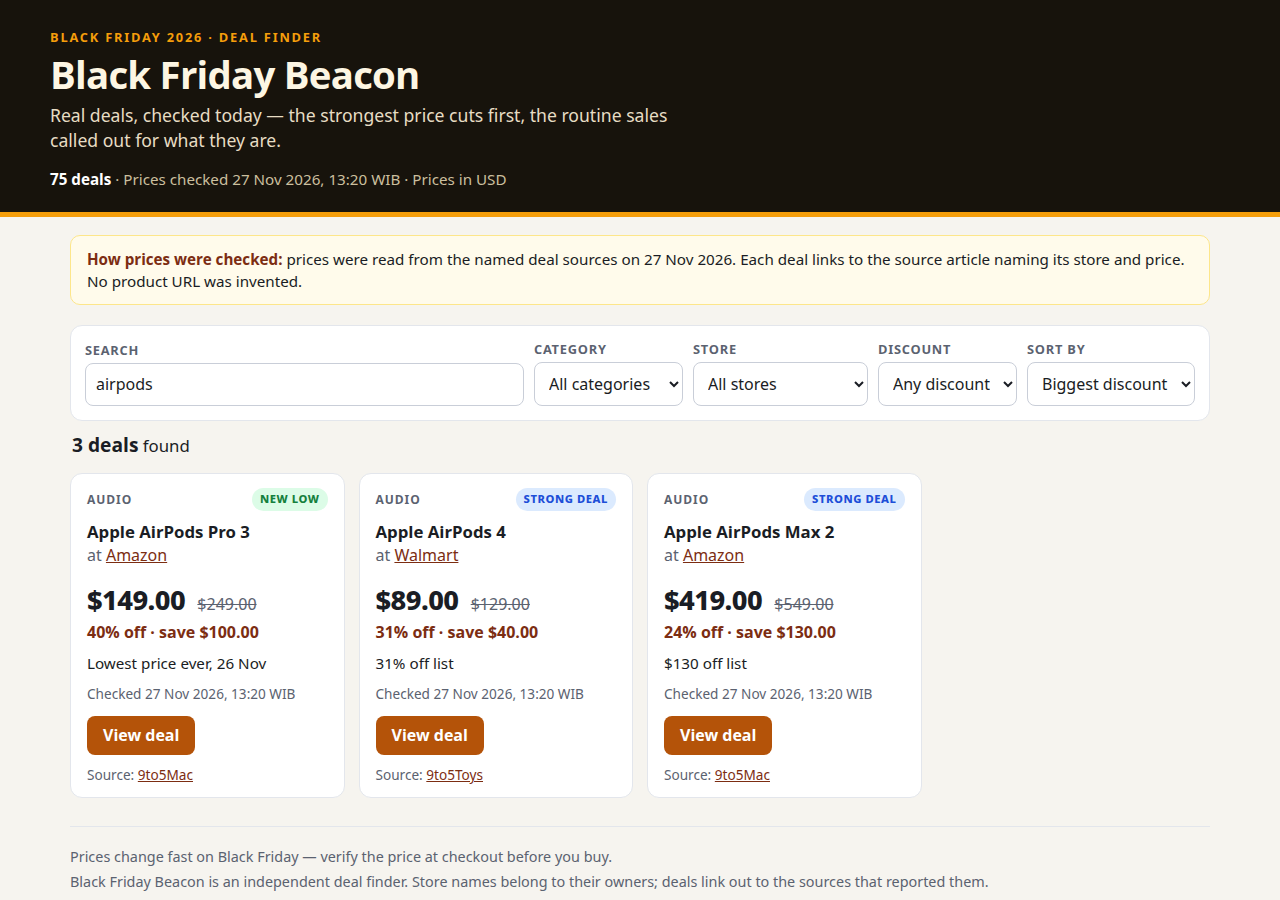 BLACK FRIDAY 2026 · DEAL FINDER
Black Friday Beacon
Real deals, checked today — the strongest price cuts first, the routine sales
called out for what they are.
75 deals · Prices checked 27 Nov 2026, 13:20 WIB · Prices in USD
How prices were checked: prices were read from the named deal sources on 27 Nov 2026. Each deal links to the source article naming its store and price.
No product URL was invented.
SEARCH
airpods
CATEGORY
All categories
STORE
All stores
DISCOUNT
Any discount
SORT BY
Biggest discount
3 deals found
AUDIO
NEW LOW
Apple AirPods Pro 3
at Amazon
$149.00 $249.00
40% off · save $100.00
Lowest price ever, 26 Nov
Checked 27 Nov 2026, 13:20 WIB
View deal
Source: 9to5Mac
AUDIO
STRONG DEAL
Apple AirPods 4
at Walmart
$89.00 $129.00
31% off · save $40.00
31% off list
Checked 27 Nov 2026, 13:20 WIB
View deal
Source: 9to5Toys
AUDIO
STRONG DEAL
Apple AirPods Max 2
at Amazon
$419.00 $549.00
24% off · save $130.00
$130 off list
Checked 27 Nov 2026, 13:20 WIB
View deal
Source: 9to5Mac
Prices change fast on Black Friday — verify the price at checkout before you buy.
Black Friday Beacon is an independent deal finder. Store names belong to their owners; deals link out to the sources that reported them.